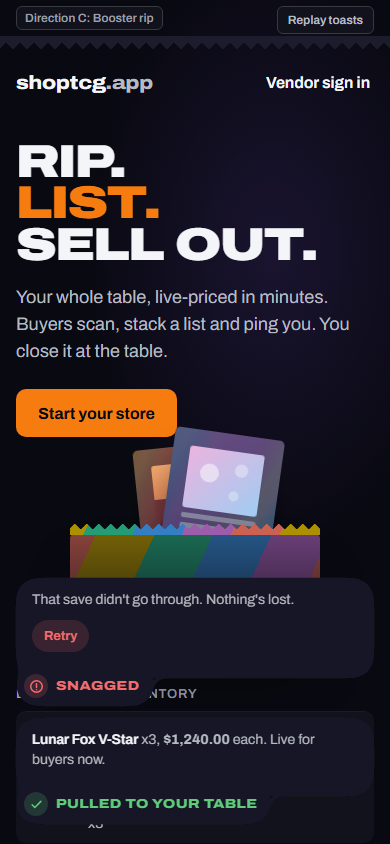 Direction C: Booster rip
Replay toasts
shoptcg.app
Vendor sign in
RIP.
LIST.
SELL OUT.
Your whole table, live-priced in minutes.
Buyers scan, stack a list and ping you. You
close it at the table.
Start your store
That save didn't go through. Nothing's lost.
Retry
SNAGGED
NTORY
Lunar Fox V-Star x3, $1,240.00 each. Live for
buyers now.
PULLED TO YOUR TABLE